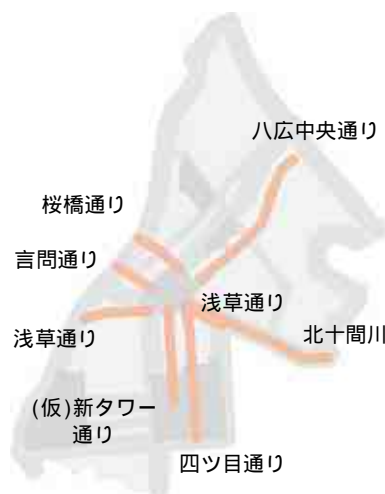 八広中央通り
桜橋通り
言問通り
浅草通り
浅草通り
北十間川
(仮)新タワー
通り
四ツ目通り